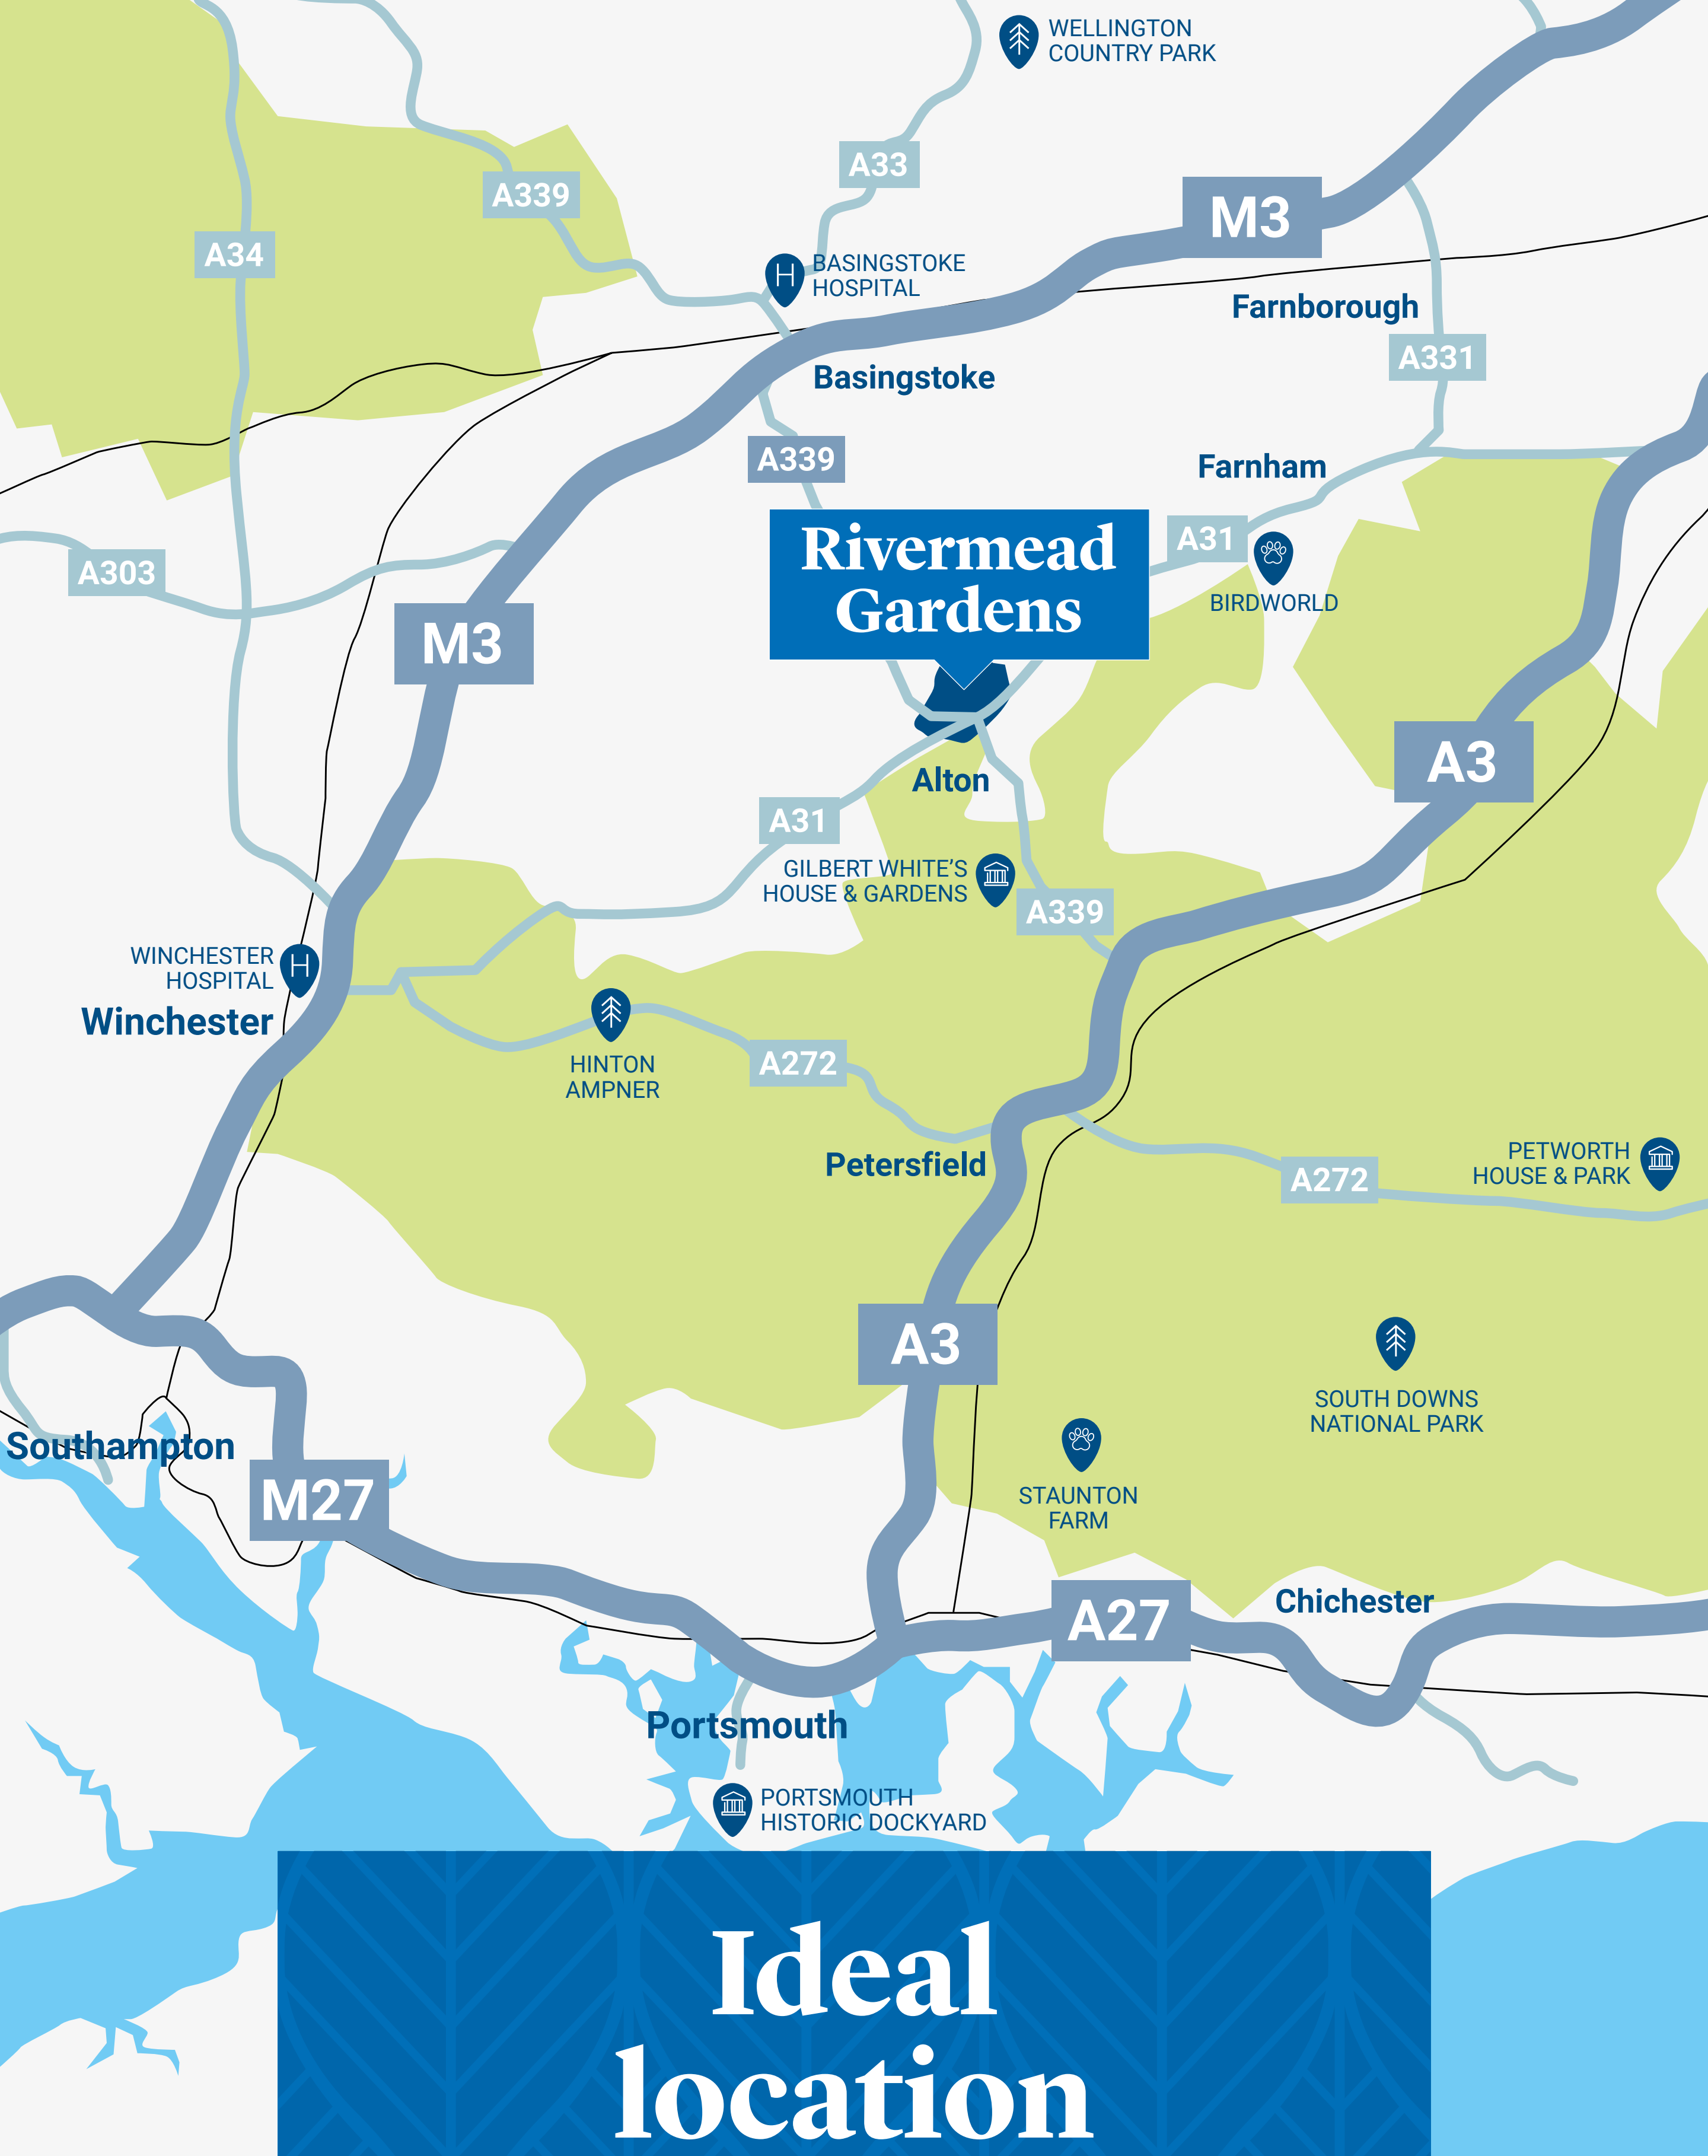 WELLINGTON
COUNTRY PARK
A33
A339
M3
A34
BASINGSTOKE
HOSPITAL
Farnborough
A331
Basingstoke
A339
Farnham
Rivermead
Gardens
A31
BIRDWORLD
A303
M3
A3
Alton
A31
GILBERT WHITE’S
HOUSE & GARDENS
A339
WINCHESTER
HOSPITAL
Winchester
HINTON
AMPNER
A272
Petersfield
A272
PETWORTH
HOUSE & PARK
A3
SOUTH DOWNS
NATIONAL PARK
Southampton
M27
STAUNTON
FARM
A27
Chichester
Portsmouth
PORTSMOUTH
HISTORIC DOCKYARD
Ideal
location